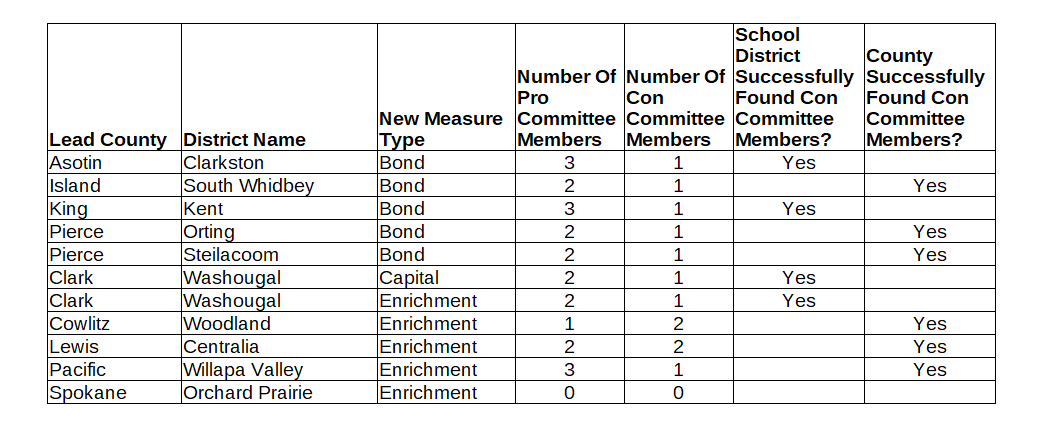 Lead County District Name New Measure Type Number Of Pro Committee Members Number Of Con Committee Members School District Successfully Found Con Committee Members? County Successfully Found Con Committee Members?
Asotin Clarkston Bond 3 1 Yes
Island South Whidbey Bond 2 1 Yes
King Kent Bond 3 1 Yes
Pierce Orting Bond 2 1 Yes
Pierce Steilacoom Bond 2 1 Yes
Clark Washougal Capital 2 1 Yes
Clark Washougal Enrichment 2 1 Yes
Cowlitz Woodland Enrichment 1 2 Yes
Lewis Centralia Enrichment 2 2 Yes
Pacific Willapa Valley Enrichment 3 1 Yes
Spokane Orchard Prairie Enrichment 0 0